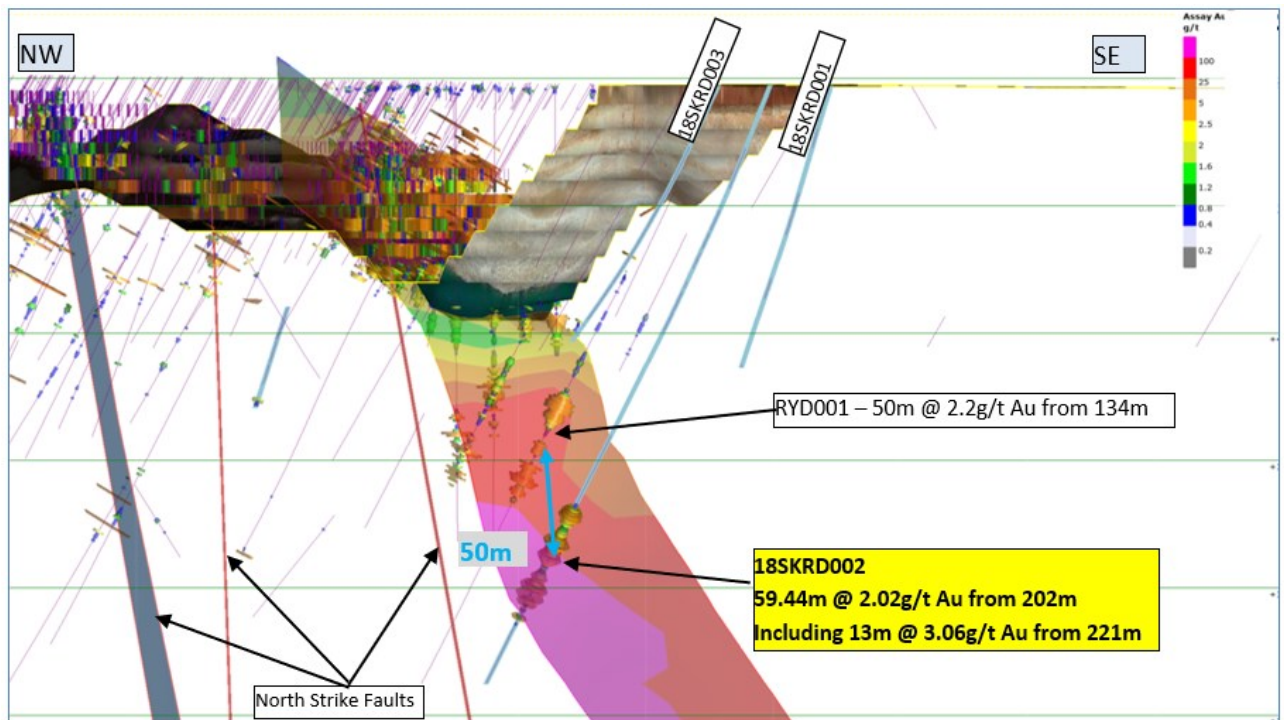 NW
SE
Assay Au
g/t
100
25
5
2.5
2
1.6
1.2
0.8
0.4
0.2
18SKRD003
18SKRD001
RYD001 – 50m @ 2.2g/t Au from 134m
50m
18SKRD002
59.44m @ 2.02g/t Au from 202m
Including 13m @ 3.06g/t Au from 221m
North Strike Faults